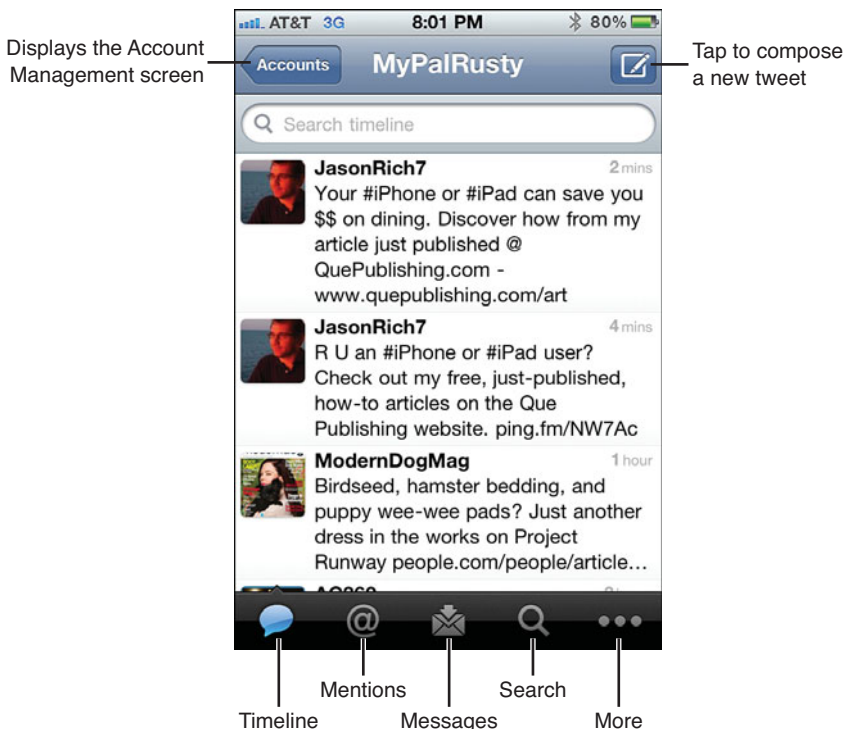 AT&T 3G 8:01 PM 80%
Displays the Account
Management screen
Accounts
MyPalRusty
Tap to compose
a new tweet
Search timeline
JasonRich7 2 mins
Your #iPhone or #iPad can save you
$$ on dining. Discover how from my
article just published @
QuePublishing.com -
www.quepublishing.com/art
JasonRich7 4 mins
R U an #iPhone or #iPad user?
Check out my free, just-published,
how-to articles on the Que
Publishing website. ping.fm/NW7Ac
ModernDogMag 1 hour
Birdseed, hamster bedding, and
puppy wee-wee pads? Just another
dress in the works on Project
Runway people.com/people/article...
@
Mentions
Search
Timeline
Messages
More